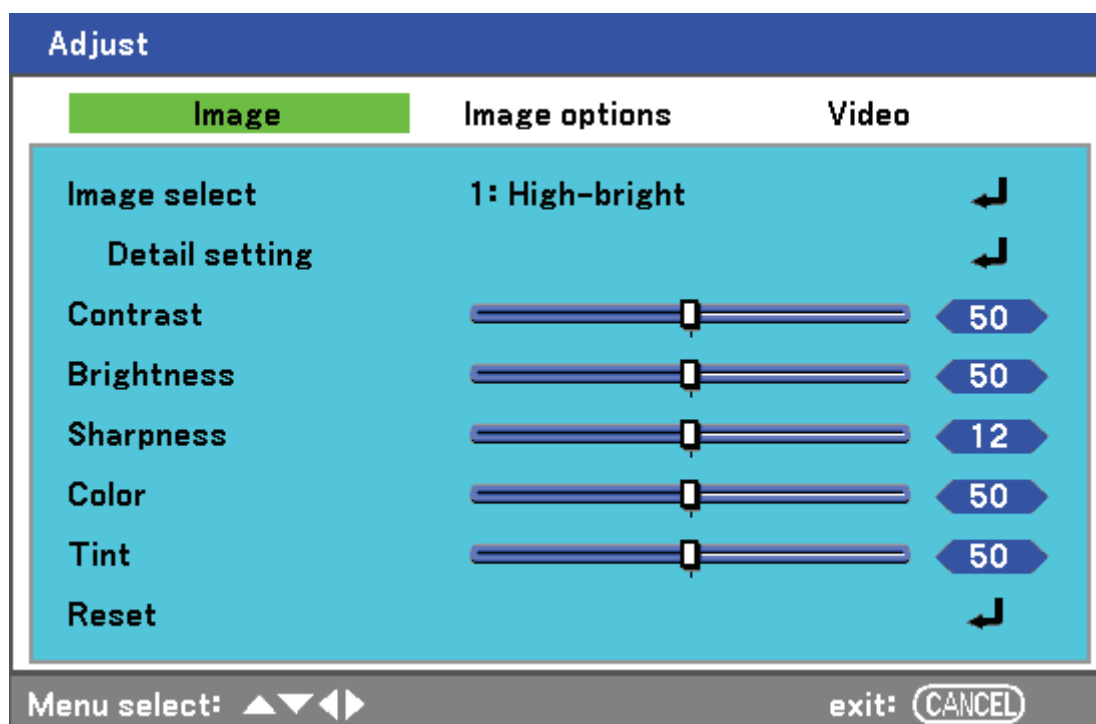 Adjust
Image Image options Video
Image select 1: High-bright
Detail setting
Contrast 50
Brightness 50
Sharpness 12
Color 50
Tint 50
Reset
Menu select: ▲▼◀▶ exit: CANCEL